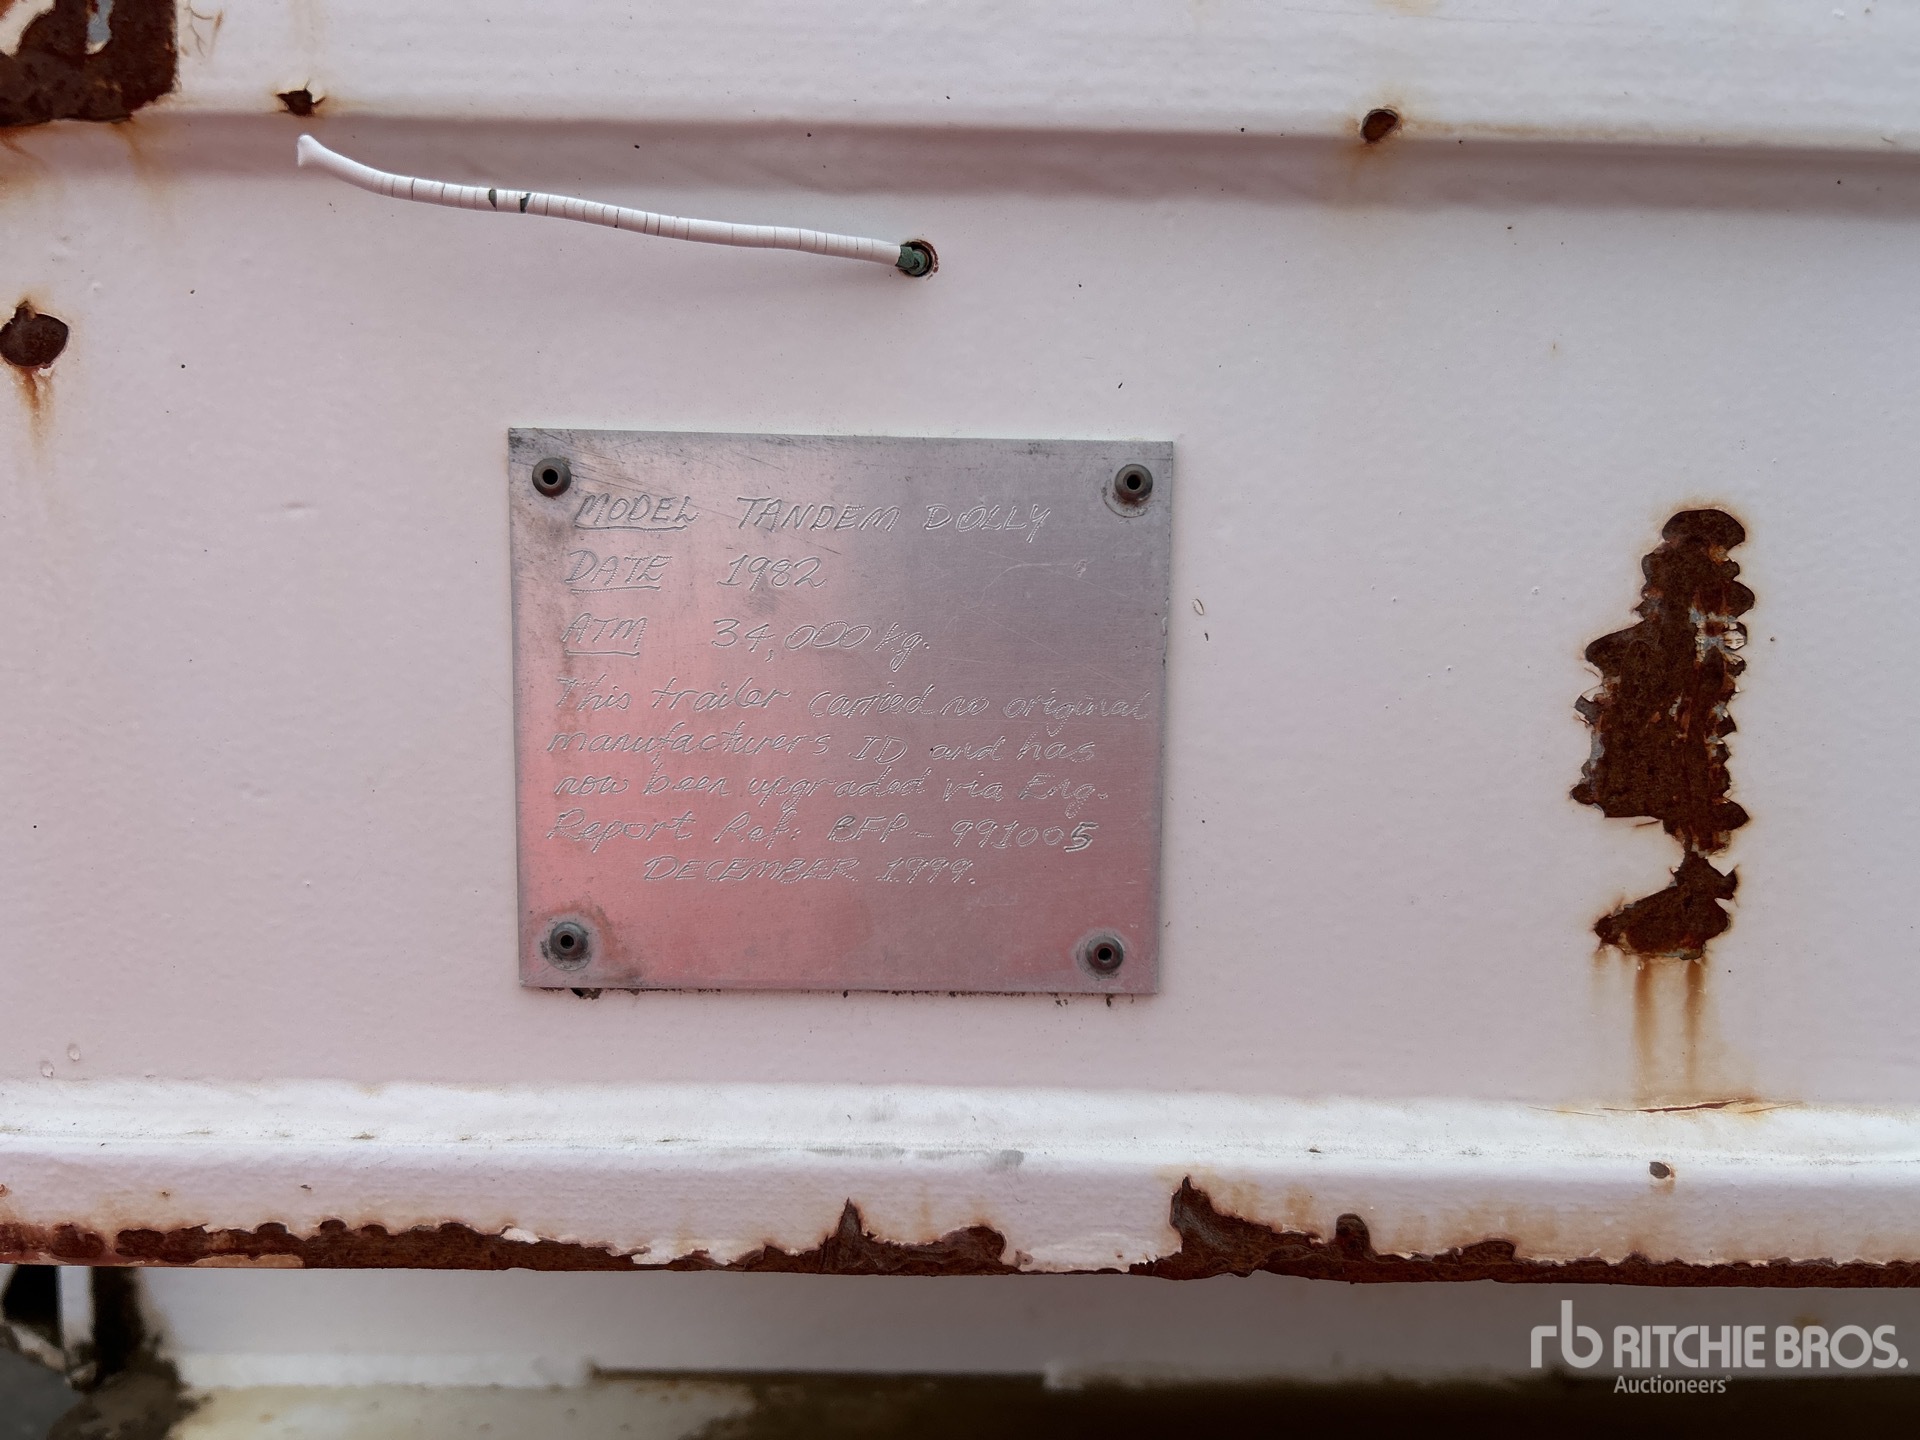 MODEL TANDEM DOLLY
DATE 1982
ATM 34,000 kg.
This trailer carried no original
manufacturers ID and has
now been upgraded via Eng.
Report Ref: BFP-991005
DECEMBER 1999.
rb RITCHIE BROS.
Auctioneers